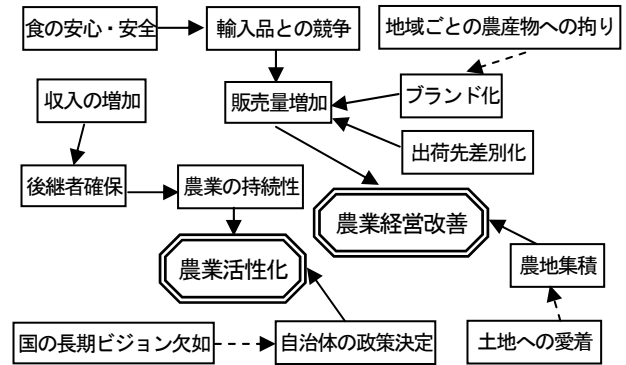 食の安心・安全
輸入品との競争
地域ごとの農産物への拘り
収入の増加
販売量増加
ブランド化
出荷先差別化
後継者確保
農業の持続性
農業経営改善
農業活性化
農地集積
国の長期ビジョン欠如
自治体の政策決定
土地への愛着